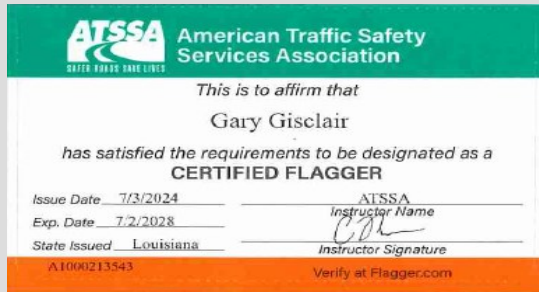 ATSSA
SAFER ROADS SAVE LIVES
American Traffic Safety
Services Association
This is to affirm that
Gary Gisclair
has satisfied the requirements to be designated as a
CERTIFIED FLAGGER
Issue Date 7/3/2024
ATSSA
Instructor Name
Exp. Date 7/2/2028
State Issued Louisiana
Instructor Signature
A1000213543
Verify at Flagger.com